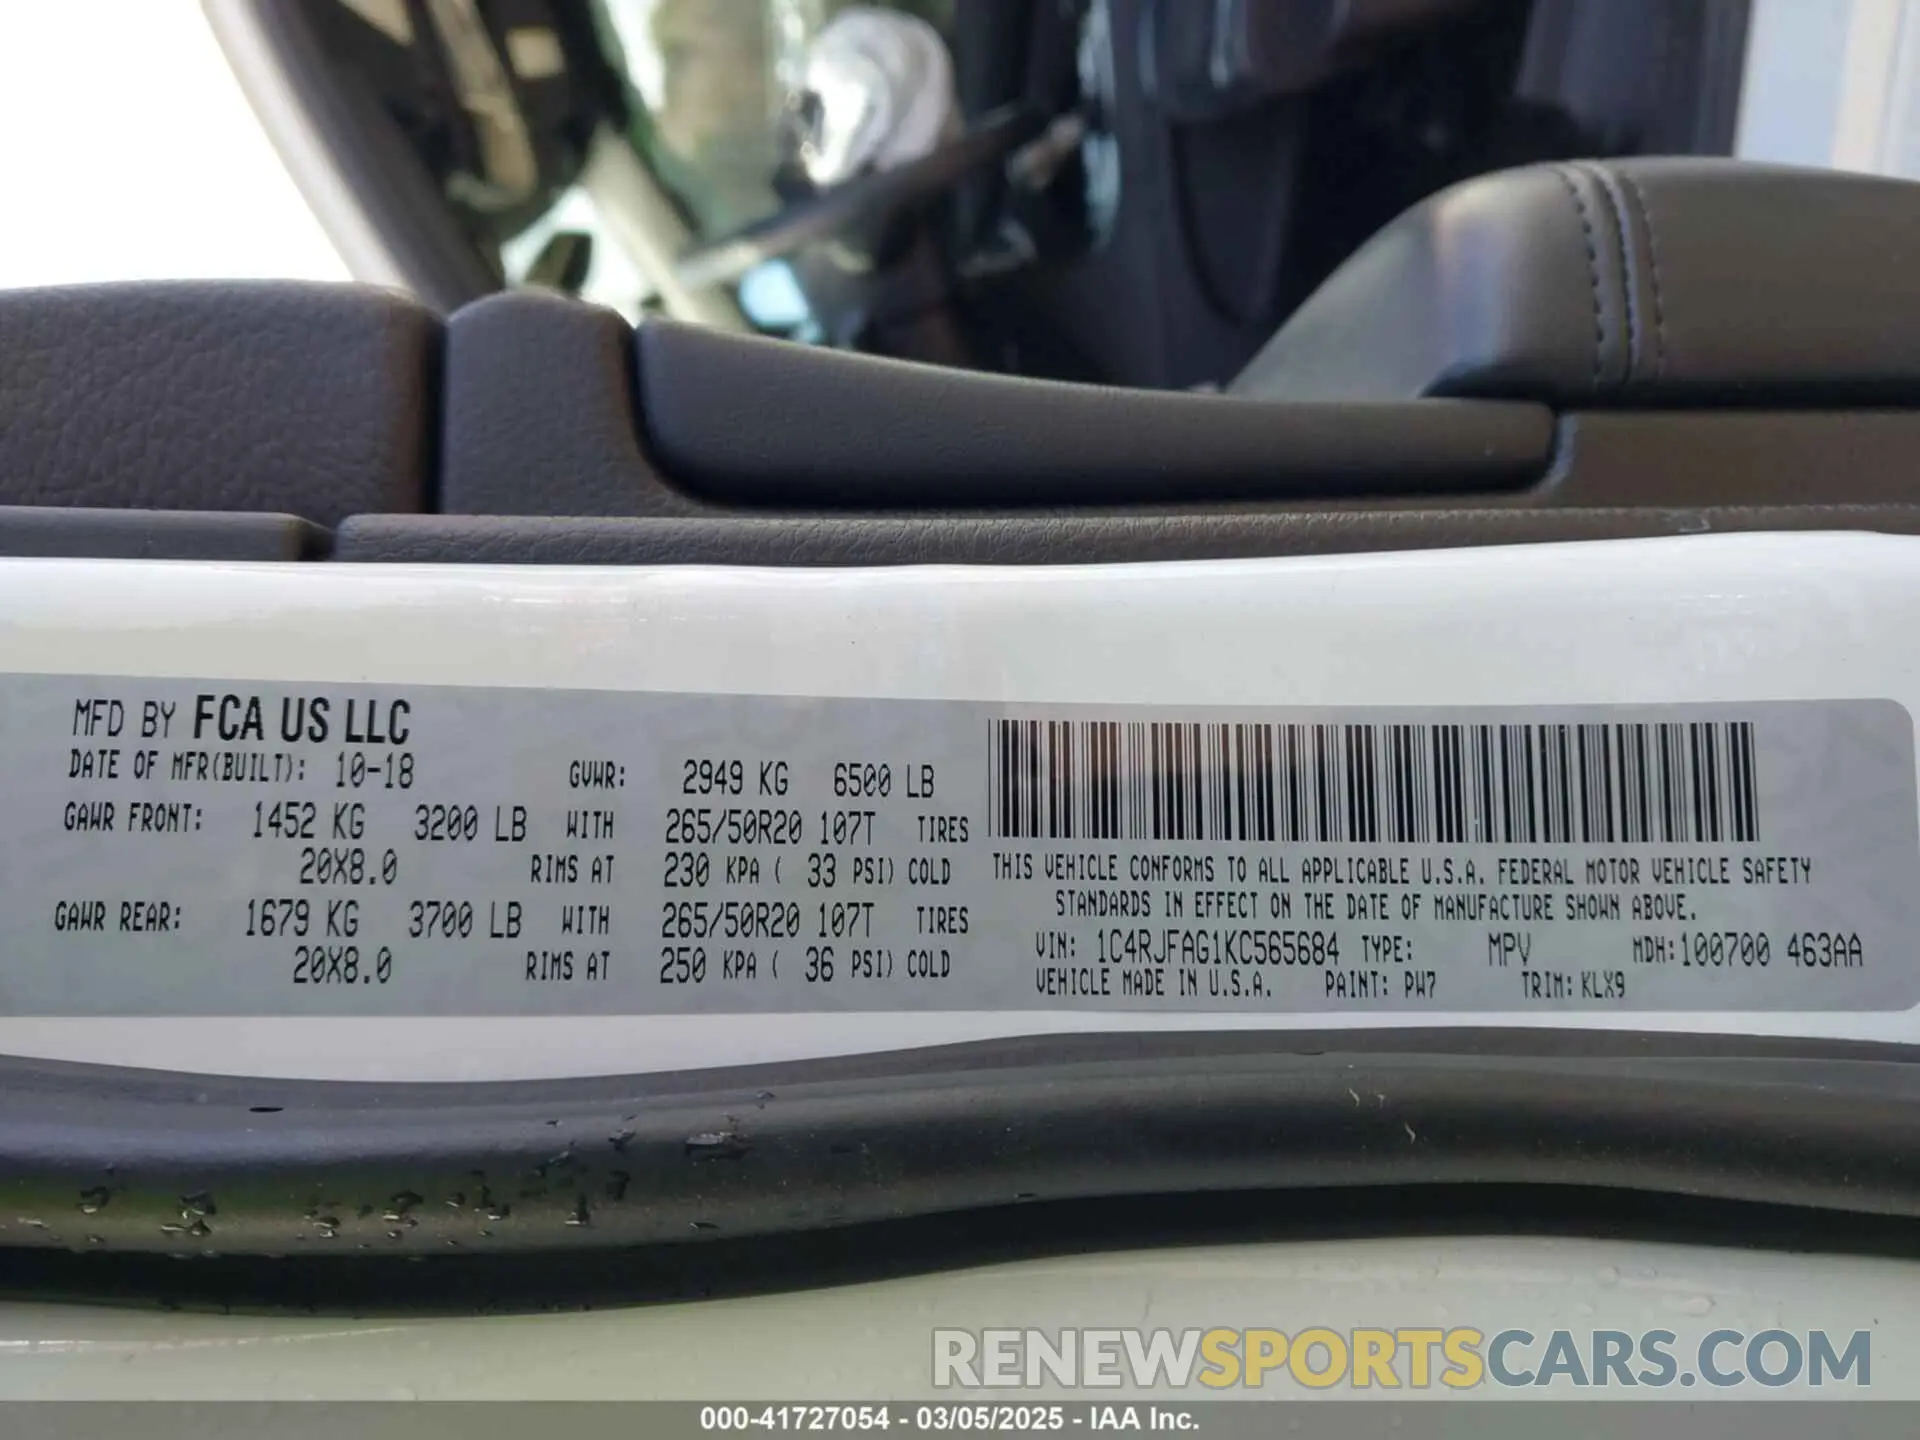 MFD BY FCA US LLC
DATE OF MFR(BUILT): 10-18 GVWR: 2949 KG 6500 LB
GAWR FRONT: 1452 KG 3200 LB WITH 265/50R20 107T TIRES
20X8.0 RIMS AT 230 KPA ( 33 PSI) COLD
GAWR REAR: 1679 KG 3700 LB WITH 265/50R20 107T TIRES
20X8.0 RIMS AT 250 KPA ( 36 PSI) COLD
THIS VEHICLE CONFORMS TO ALL APPLICABLE U.S.A. FEDERAL MOTOR VEHICLE SAFETY
STANDARDS IN EFFECT ON THE DATE OF MANUFACTURE SHOWN ABOVE.
VIN: 1C4RJFAG1KC565684 TYPE: MPV MDH:100700 463AA
VEHICLE MADE IN U.S.A. PAINT: PW7 TRIM: KLX9
RENEWSPORTSCARS.COM
000-41727054 - 03/05/2025 - IAA Inc.